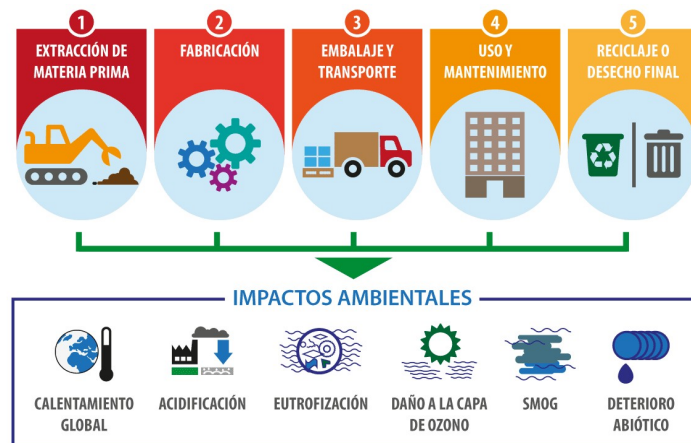 1
EXTRACCIÓN DE
MATERIA PRIMA
2
FABRICACIÓN
3
EMBALAJE Y
TRANSPORTE
4
USO Y
MANTENIMIENTO
5
RECICLAJE O
DESECHO FINAL
IMPACTOS AMBIENTALES
CALENTAMIENTO
GLOBAL
ACIDIFICACIÓN
EUTROFIZACIÓN
DAÑO A LA CAPA
DE OZONO
SMOG
DETERIORO
ABIÓTICO